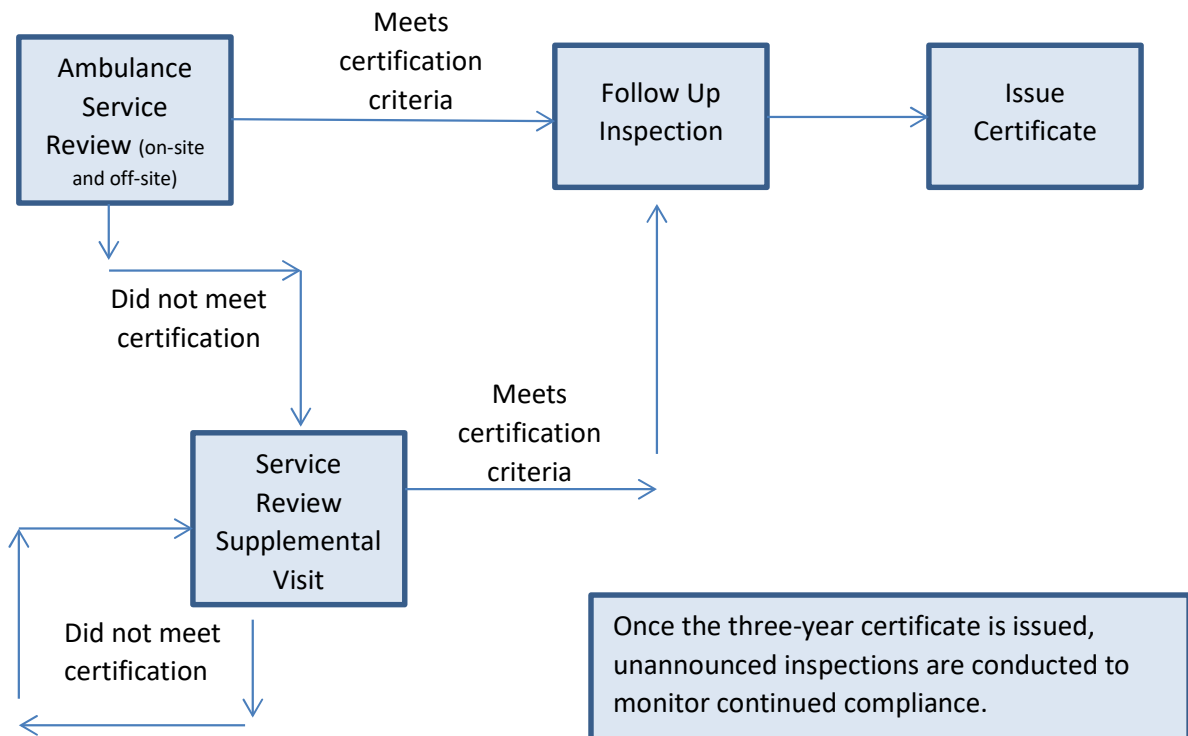 Ambulance
Service
Review (on-site
and off-site)
Meets
certification
criteria
Follow Up
Inspection
Issue
Certificate
Did not meet
certification
Meets
certification
criteria
Service
Review
Supplemental
Visit
Did not meet
certification
Once the three-year certificate is issued,
unannounced inspections are conducted to
monitor continued compliance.